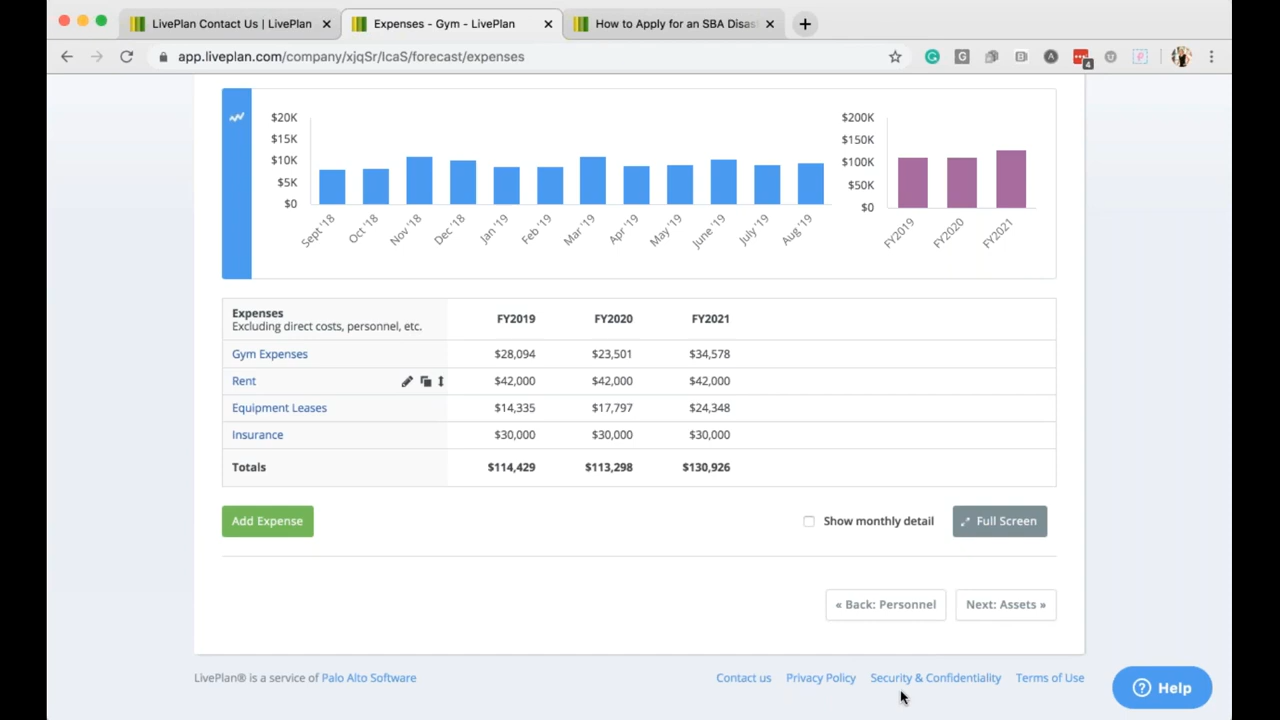 LivePlan Contact Us | LivePlan
Expenses - Gym - LivePlan
How to Apply for an SBA Disas
app.liveplan.com/company/xjqSr/IcaS/forecast/expenses
4
$20K
$15K
$10K
$5K
$0
Sept '18 Oct '18 Nov '18 Dec '18 Jan '19 Feb '19 Mar '19 Apr '19 May '19 June '19 July '19 Aug '19
$200K
$150K
$100K
$50K
$0
FY2019 FY2020 FY2021
Expenses FY2019 FY2020 FY2021
Excluding direct costs, personnel, etc.
Gym Expenses $28,094 $23,501 $34,578
Rent $42,000 $42,000 $42,000
Equipment Leases $14,335 $17,797 $24,348
Insurance $30,000 $30,000 $30,000
Totals $114,429 $113,298 $130,926
Add Expense Show monthly detail Full Screen
« Back: Personnel Next: Assets »
LivePlan® is a service of Palo Alto Software Contact us Privacy Policy Security & Confidentiality Terms of Use
? Help